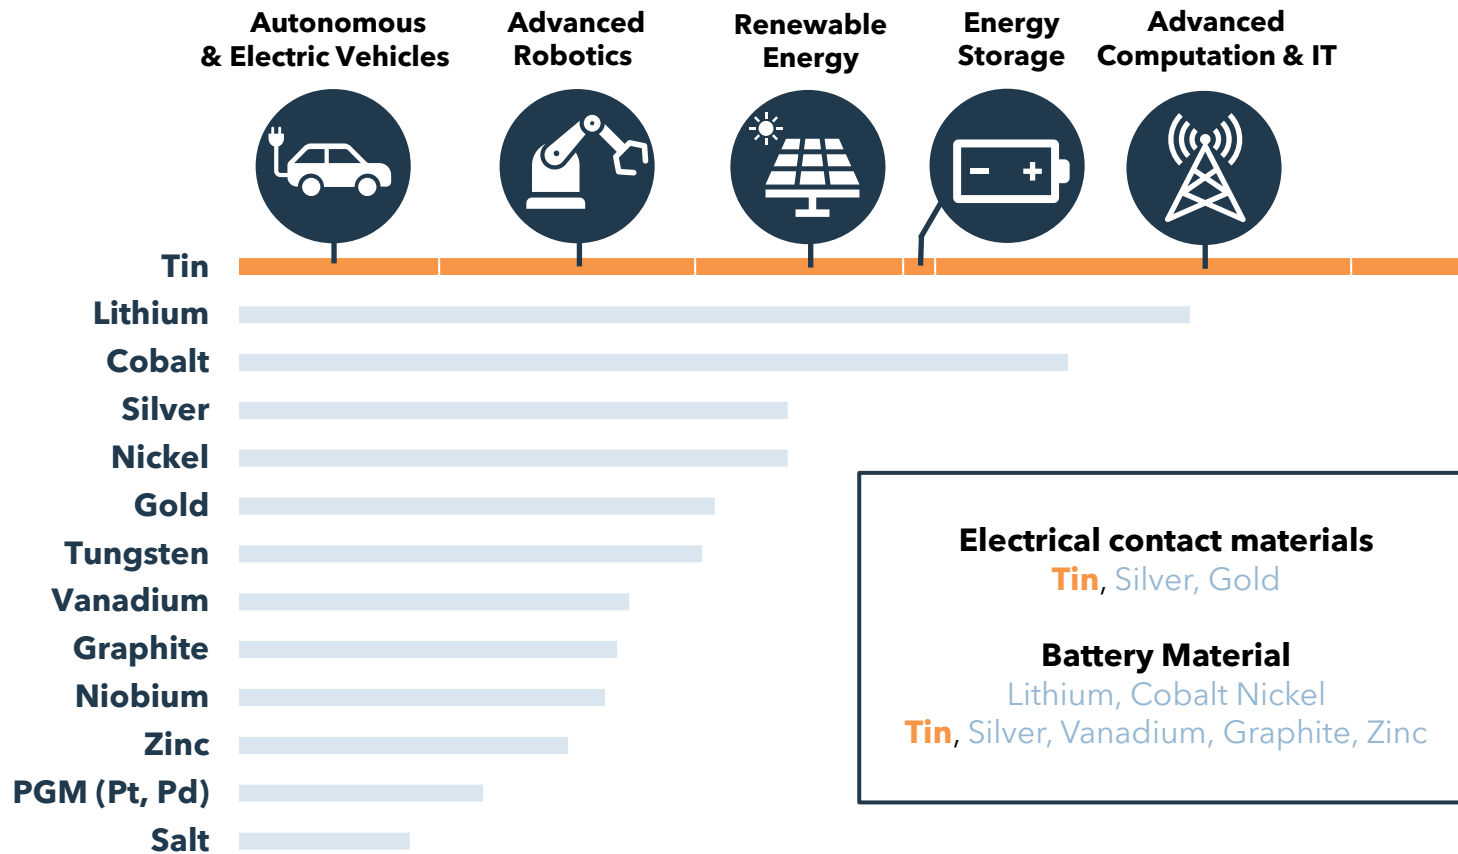 Autonomous
& Electric Vehicles
Advanced
Robotics
Renewable
Energy
Energy
Storage
Advanced
Computation & IT
Tin
Lithium
Cobalt
Silver
Nickel
Gold
Tungsten
Vanadium
Graphite
Niobium
Zinc
PGM (Pt, Pd)
Salt
Electrical contact materials
Tin, Silver, Gold
Battery Material
Lithium, Cobalt Nickel
Tin, Silver, Vanadium, Graphite, Zinc